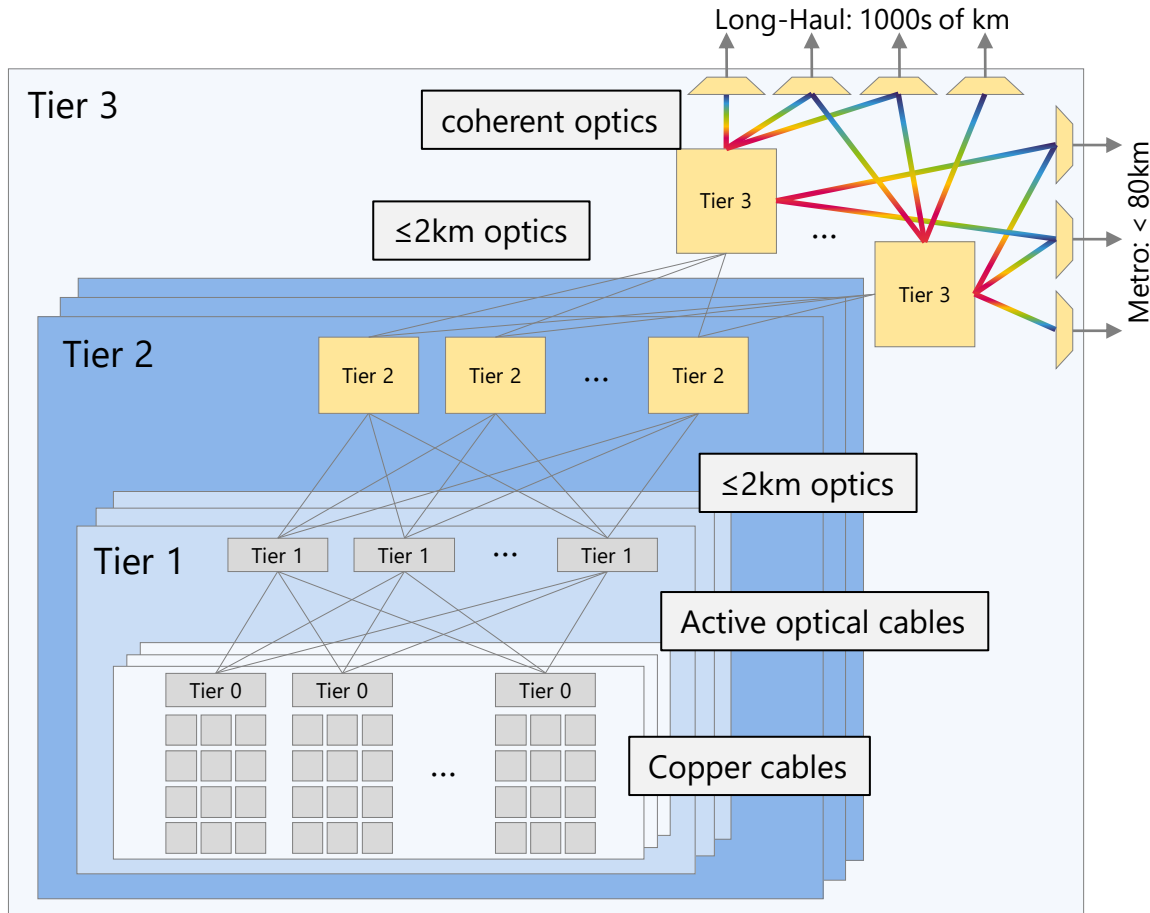 Long-Haul: 1000s of km
Tier 3
coherent optics
Tier 3
≤2km optics
...
Tier 3
Metro: < 80km
Tier 2
Tier 2
Tier 2
...
Tier 2
≤2km optics
Tier 1
Tier 1
Tier 1
...
Tier 1
Active optical cables
Tier 0
Tier 0
Tier 0
...
Copper cables